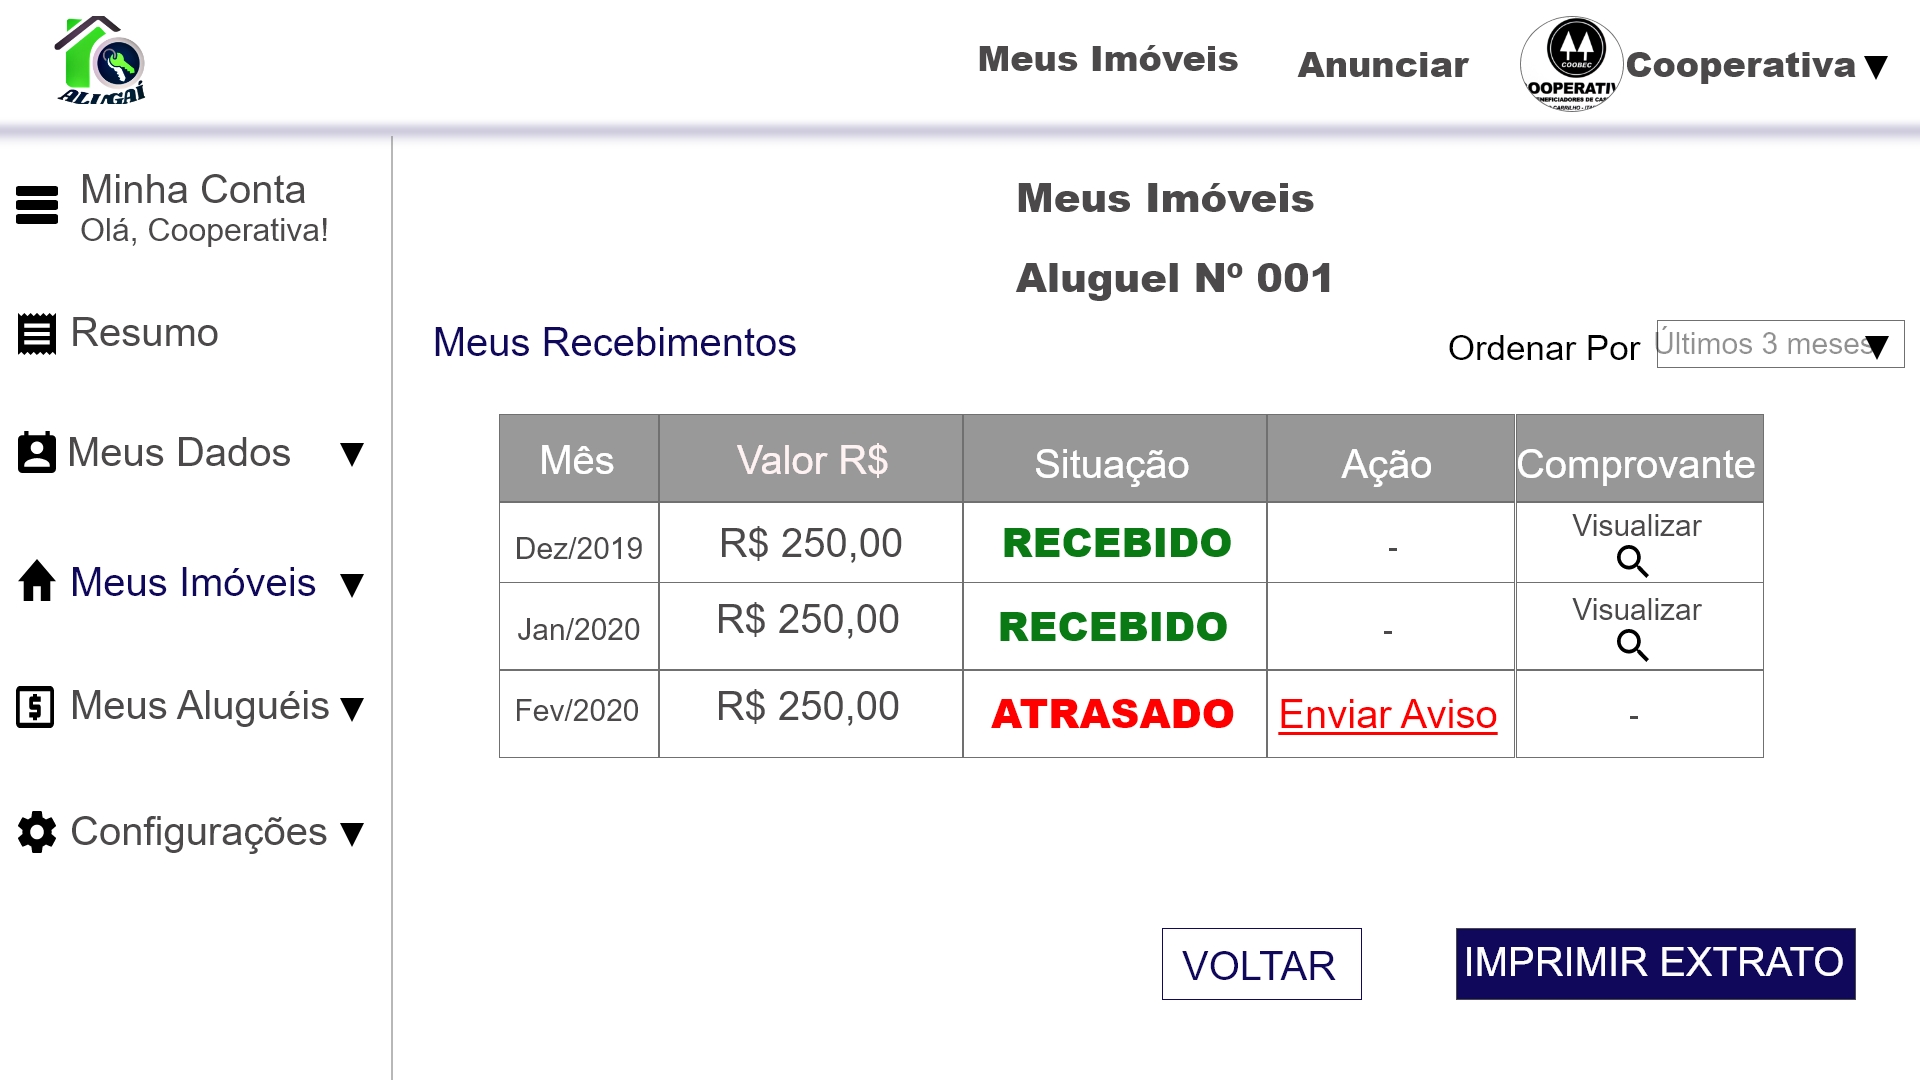 ALUGAÍ
Meus Imóveis
Anunciar
COOBEC
Cooperativa
Minha Conta
Olá, Cooperativa!
Resumo
Meus Dados
Meus Imóveis
Meus Aluguéis
Configurações
Meus Imóveis
Aluguel Nº 001
Meus Recebimentos
Ordenar Por
Últimos 3 meses
Mês Valor R$ Situação Ação Comprovante
Dez/2019 R$ 250,00 RECEBIDO - Visualizar
Jan/2020 R$ 250,00 RECEBIDO - Visualizar
Fev/2020 R$ 250,00 ATRASADO Enviar Aviso -
VOLTAR
IMPRIMIR EXTRATO